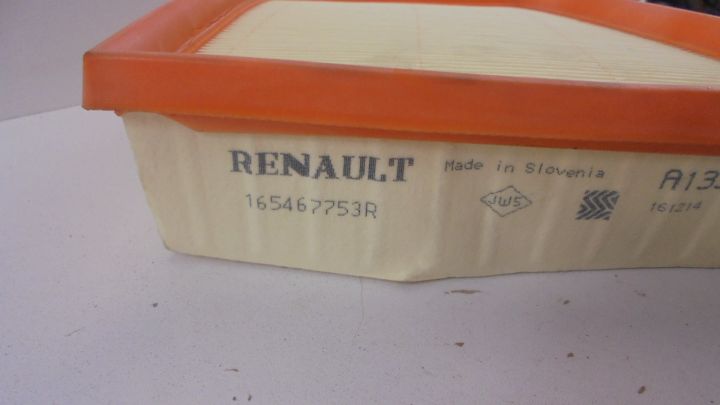 RENAULT Made in Slovenia
165467753R JWS 161214